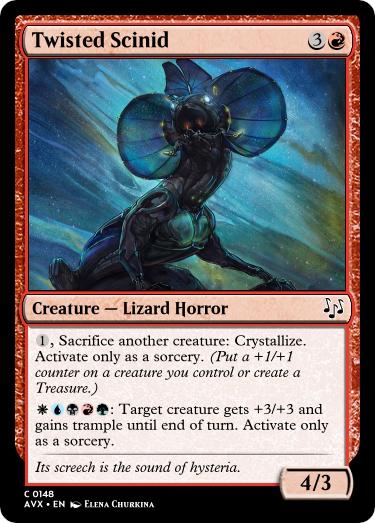 Twisted Scinid 3
Creature — Lizard Horror
1, Sacrifice another creature: Crystallize.
Activate only as a sorcery. (Put a +1/+1
counter on a creature you control or create a
Treasure.)
: Target creature gets +3/+3 and
gains trample until end of turn. Activate only
as a sorcery.
Its screech is the sound of hysteria.
4/3
C 0148
AVX • EN Elena Churkina